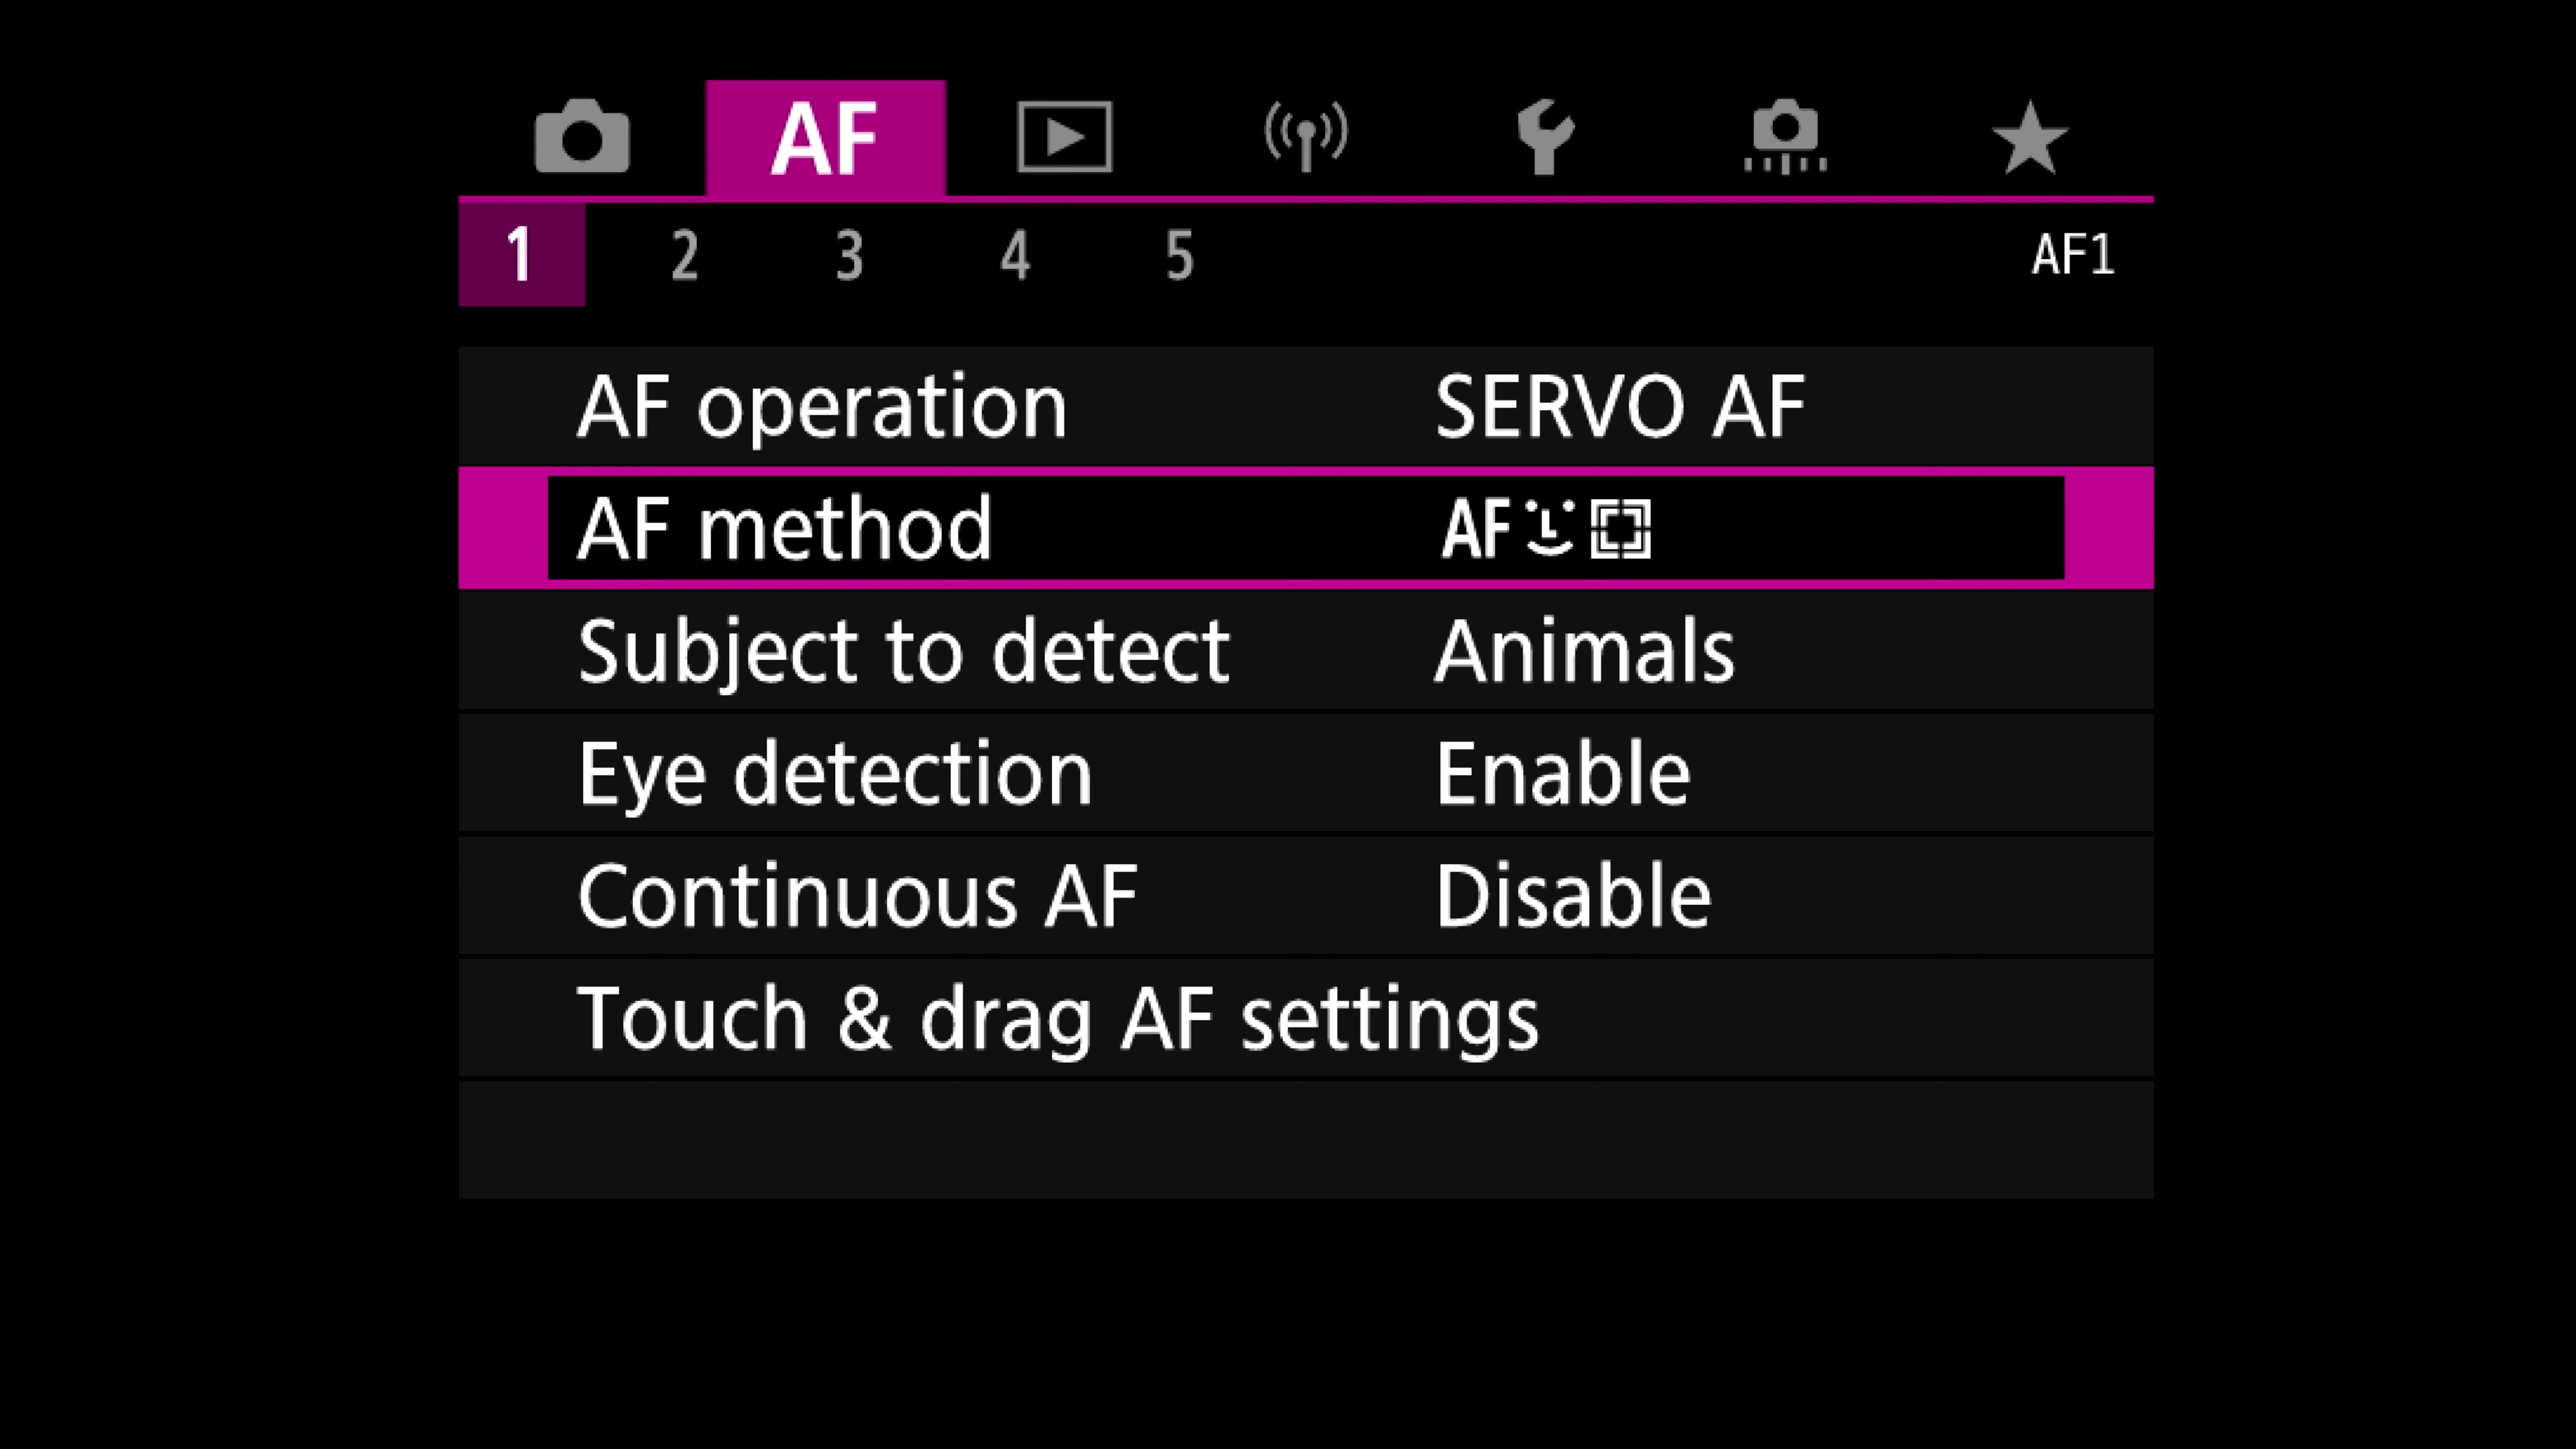 AF
1 2 3 4 5 AF1
AF operation SERVO AF
AF method AF
Subject to detect Animals
Eye detection Enable
Continuous AF Disable
Touch & drag AF settings